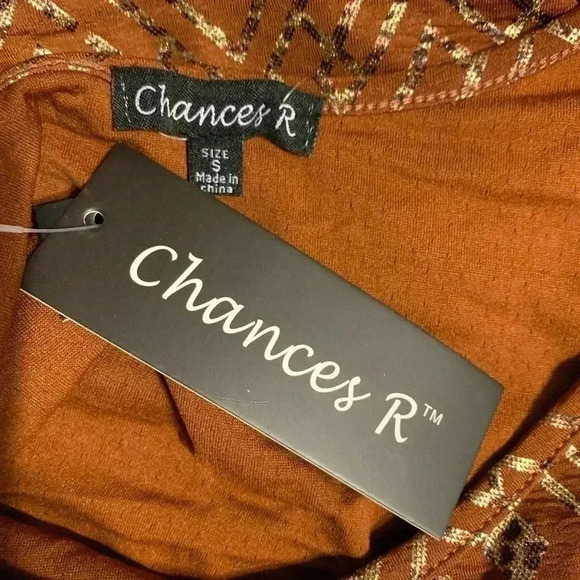 Chances R
SIZE
S
Made in
china
Chances R™